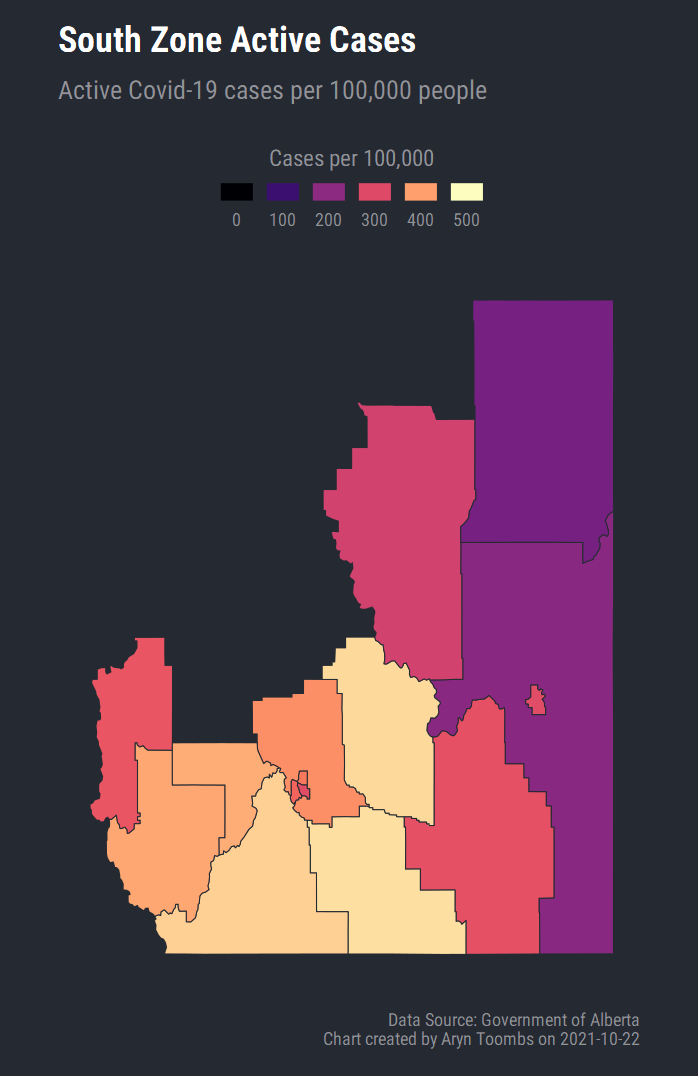 South Zone Active Cases
Active Covid-19 cases per 100,000 people
Cases per 100,000
0 100 200 300 400 500
Data Source: Government of Alberta
Chart created by Aryn Toombs on 2021-10-22